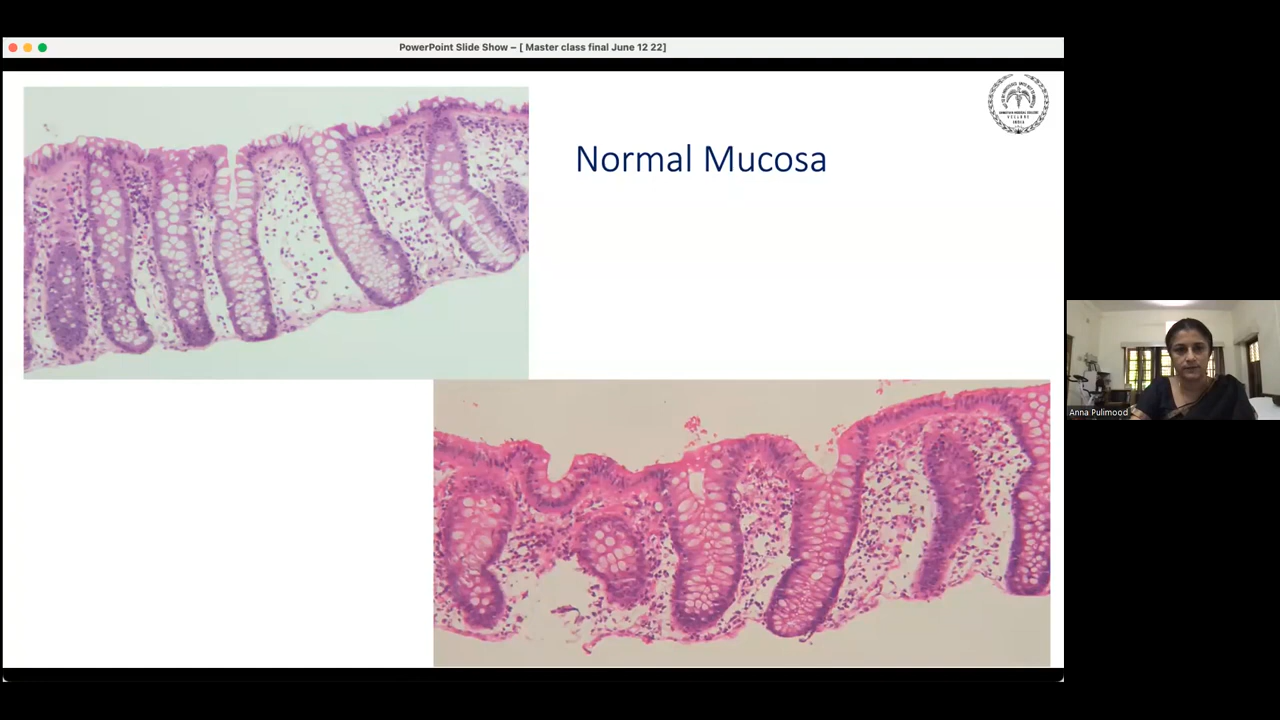 PowerPoint Slide Show – [ Master class final June 12 22]
Normal Mucosa
Anna Pulimood